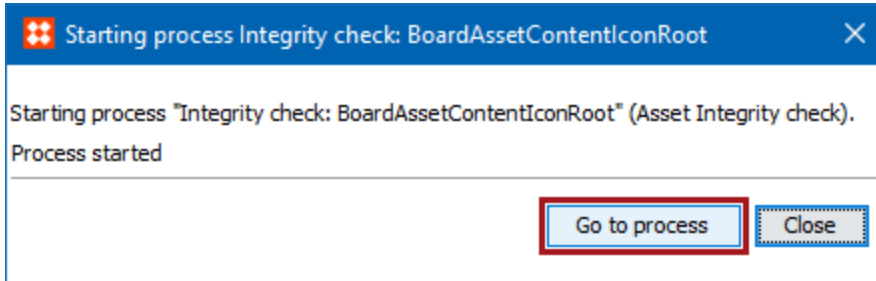 Starting process Integrity check: BoardAssetContentIconRoot
Starting process "Integrity check: BoardAssetContentIconRoot" (Asset Integrity check).
Process started
Go to process
Close